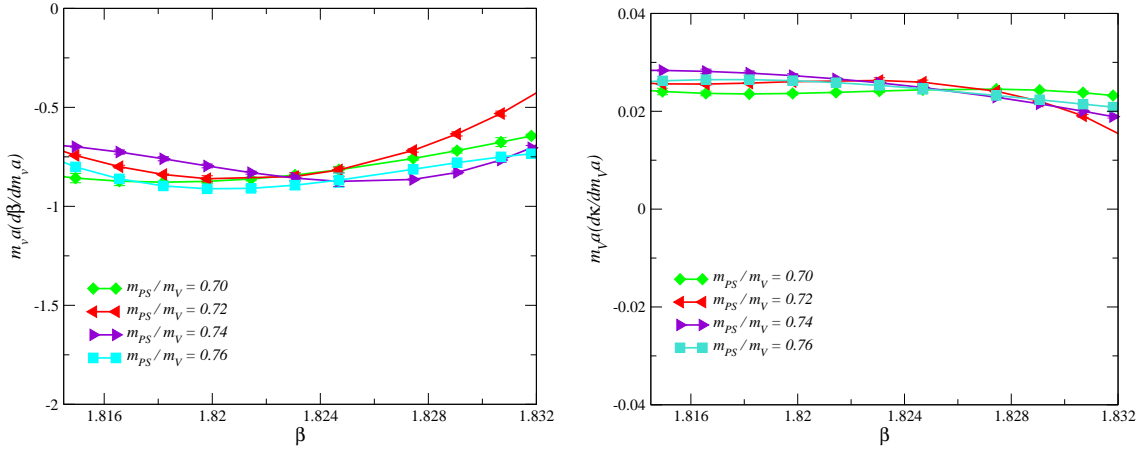 0
-0.5
-1
-1.5
-2
1.816
1.82
1.824
1.828
1.832
β
m_v a(dβ/dm_v a)
m_PS / m_V = 0.70
m_PS / m_V = 0.72
m_PS / m_V = 0.74
m_PS / m_V = 0.76
0.04
0.02
0
-0.02
-0.04
1.816
1.82
1.824
1.828
1.832
β
m_V a(dκ/dm_V a)
m_PS / m_V = 0.70
m_PS / m_V = 0.72
m_PS / m_V = 0.74
m_PS / m_V = 0.76